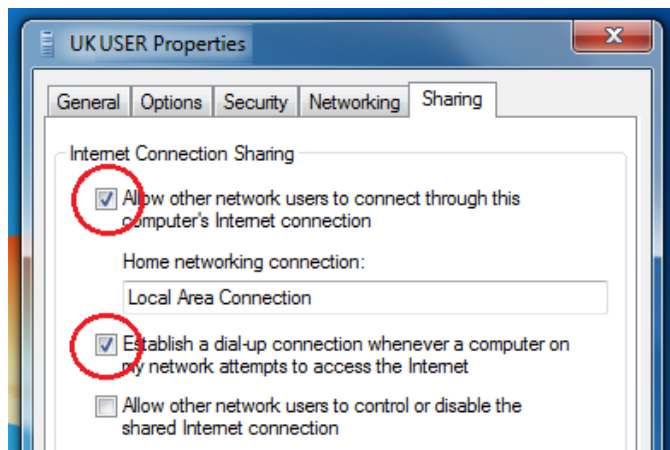 UKUSER Properties
General Options Security Networking Sharing
Internet Connection Sharing
Allow other network users to connect through this
computer's Internet connection
Home networking connection:
Local Area Connection
Establish a dial-up connection whenever a computer on
my network attempts to access the Internet
Allow other network users to control or disable the
shared Internet connection